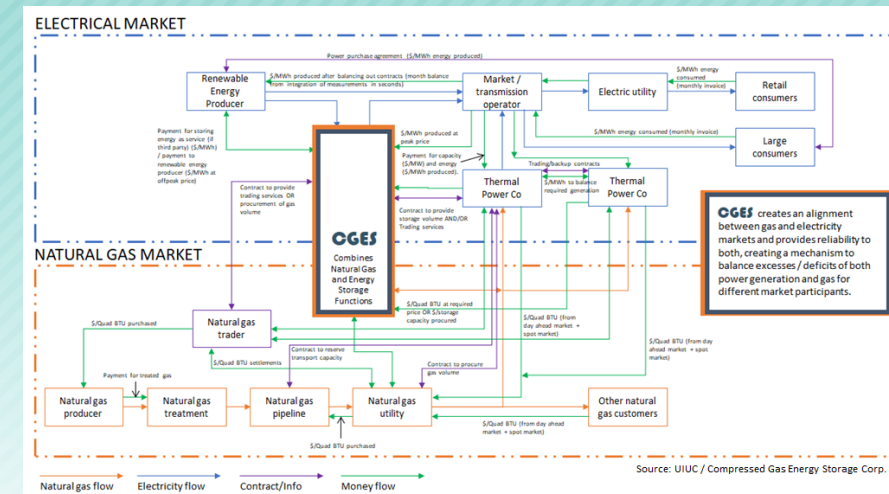 ELECTRICAL MARKET
Power purchase agreement ($/MWh energy produced)
Renewable
Energy
Producer
$/MWh produced after balancing out contracts (month balance
from integration of measurements in seconds)
Market /
transmission
operator
Electric utility
$/MWh energy
consumed
(monthly invoice)
Retail
consumers
$/MWh energy consumed (monthly invoice)
Large
consumers
Payment for storing
energy as service (if
third party) ($/MWh)
/ payment to
renewable energy
producer ($/MWh at
offpeak price)
$/MWh produced at
peak price
Payment for capacity
($/MW) and energy
($/MWh produced).
Trading/backup contracts
Thermal
Power Co
$/MWh to balance
required generation
Thermal
Power Co
Contract to provide
trading services OR
procurement of gas
volume
Contract to provide
storage volume AND/OR
Trading services
CGES
Combines
Natural Gas
and Energy
Storage
Functions
CGES creates an alignment
between gas and electricity
markets and provides reliability to
both, creating a mechanism to
balance excesses / deficits of both
power generation and gas for
different market participants.
NATURAL GAS MARKET
$/Quad BTU at required
price OR $/storage
capacity procured
$/Quad BTU (from
day ahead market +
spot market)
$/Quad BTU (from day
ahead market + spot
market)
$/Quad BTU purchased
Natural gas
trader
Contract to reserve
transport capacity
$/Quad BTU settlements
Contract to procure
gas volume
Payment for treated gas
Natural gas
producer
Natural gas
treatment
Natural gas
pipeline
Natural gas
utility
Other natural
gas customers
$/Quad BTU (from day ahead
market + spot market)
$/Quad BTU purchased
Source: UIUC / Compressed Gas Energy Storage Corp.
Natural gas flow
Electricity flow
Contract/Info
Money flow